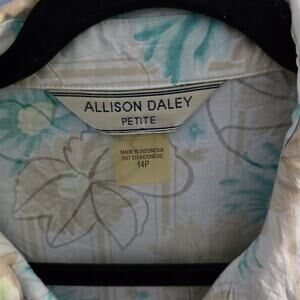 ALLISON DALEY
PETITE
MADE IN INDONESIA
FAIT EN INDONESIE
14P